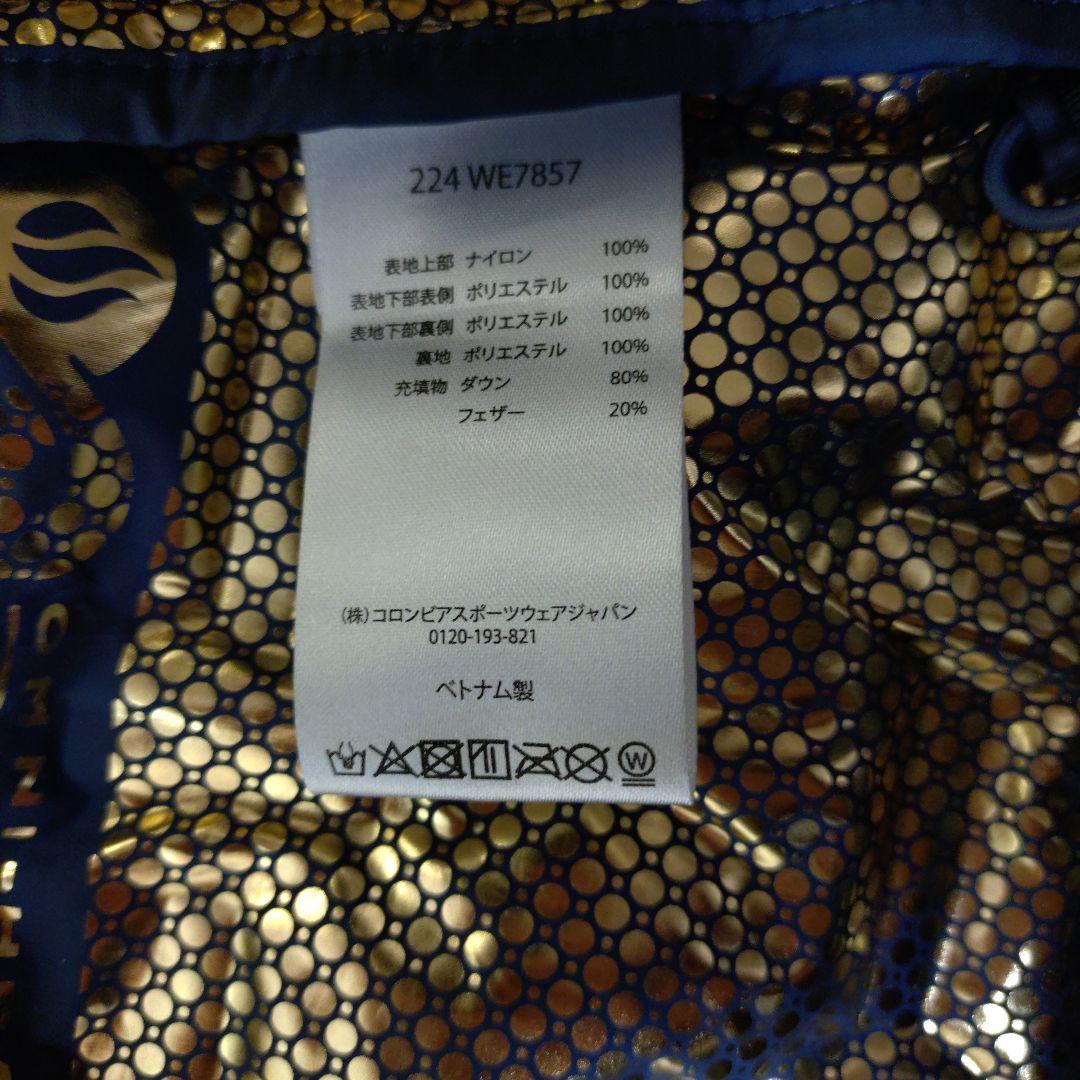 224 WE7857
表地上部 ナイロン 100%
表地下部表側 ポリエステル 100%
表地下部裏側 ポリエステル 100%
裏地 ポリエステル 100%
充填物 ダウン 80%
フェザー 20%
(株)コロンビアスポーツウェアジャパン
0120-193-821
ベトナム製
W